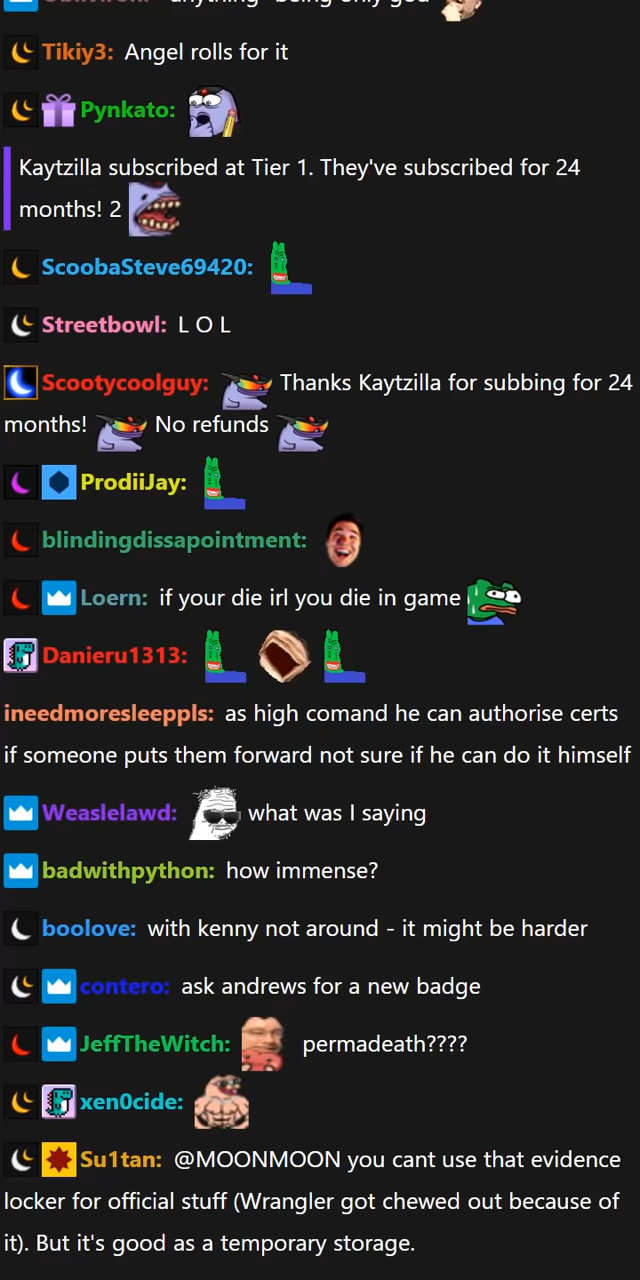 anything" being only god
Tikiy3: Angel rolls for it
Pynkato:
Kaytzilla subscribed at Tier 1. They've subscribed for 24
months! 2
ScoobaSteve69420:
Streetbowl: L O L
Scootycoolguy: Thanks Kaytzilla for subbing for 24
months! No refunds
ProdiiJay:
blindingdissapointment:
Loern: if your die irl you die in game
Danieru1313:
ineedmoresleeppls: as high comand he can authorise certs
if someone puts them forward not sure if he can do it himself
Weaslelawd: what was I saying
badwithpython: how immense?
boolove: with kenny not around - it might be harder
contero: ask andrews for a new badge
JeffTheWitch: permadeath????
xen0cide:
Su1tan: @MOONMOON you cant use that evidence
locker for official stuff (Wrangler got chewed out because of
it). But it's good as a temporary storage.